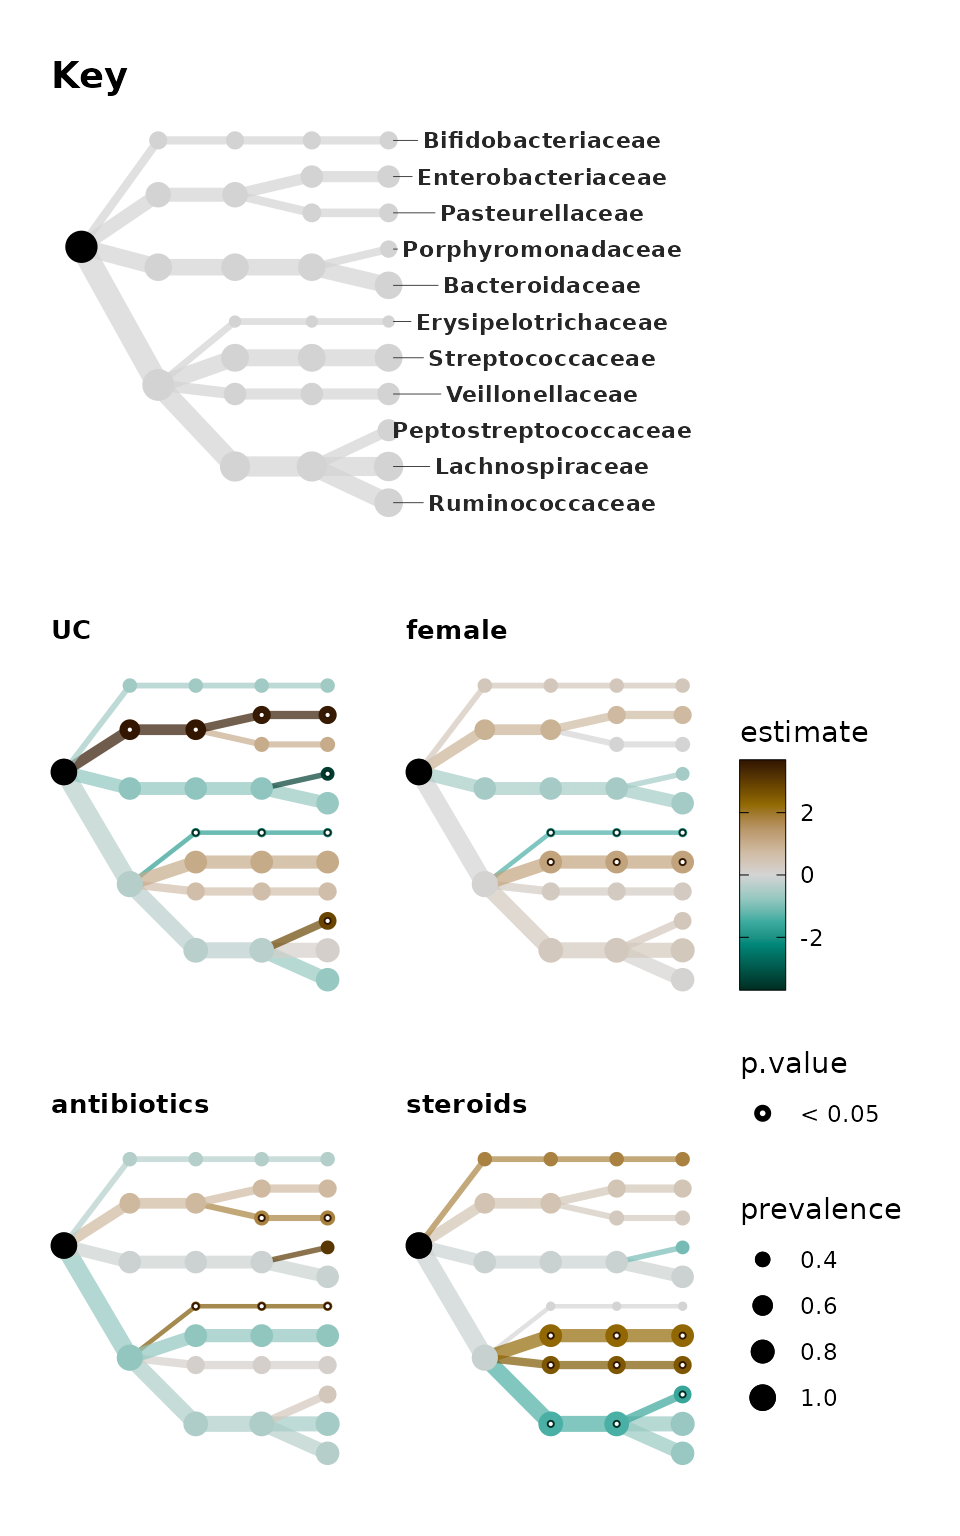 Key
Bifidobacteriaceae
Enterobacteriaceae
Pasteurellaceae
Porphyromonadaceae
Bacteroidaceae
Erysipelotrichaceae
Streptococcaceae
Veillonellaceae
Peptostreptococcaceae
Lachnospiraceae
Ruminococcaceae
UC
female
estimate
2
0
-2
p.value
< 0.05
antibiotics
steroids
prevalence
0.4
0.6
0.8
1.0